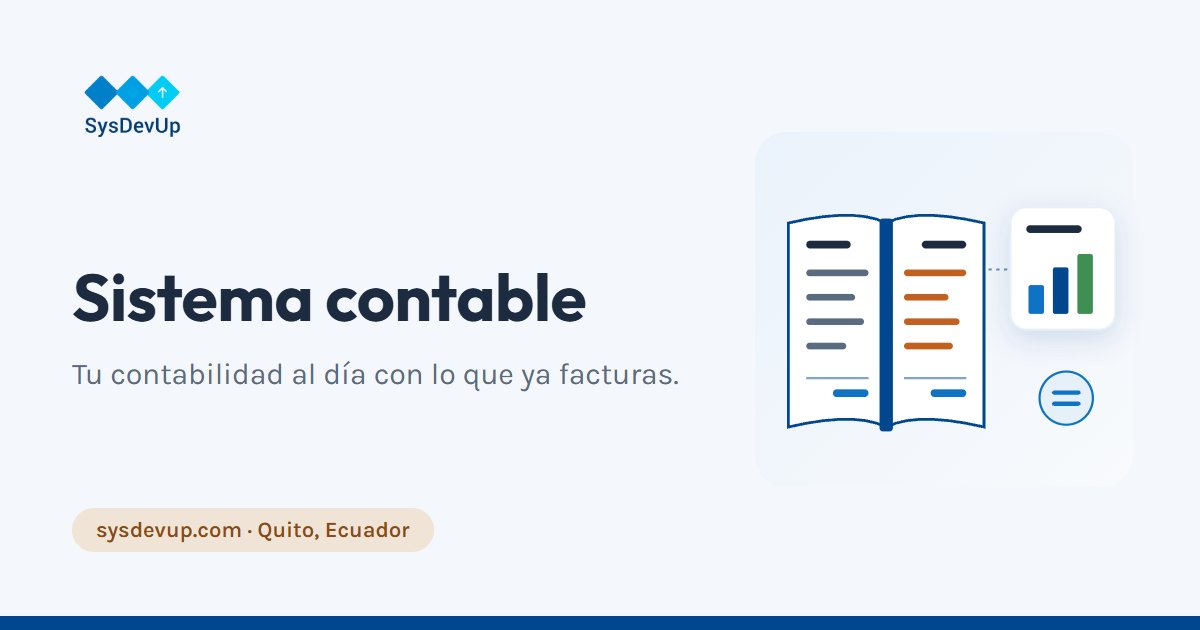 SysDevUp
Sistema contable
Tu contabilidad al día con lo que ya facturas.
sysdevup.com · Quito, Ecuador